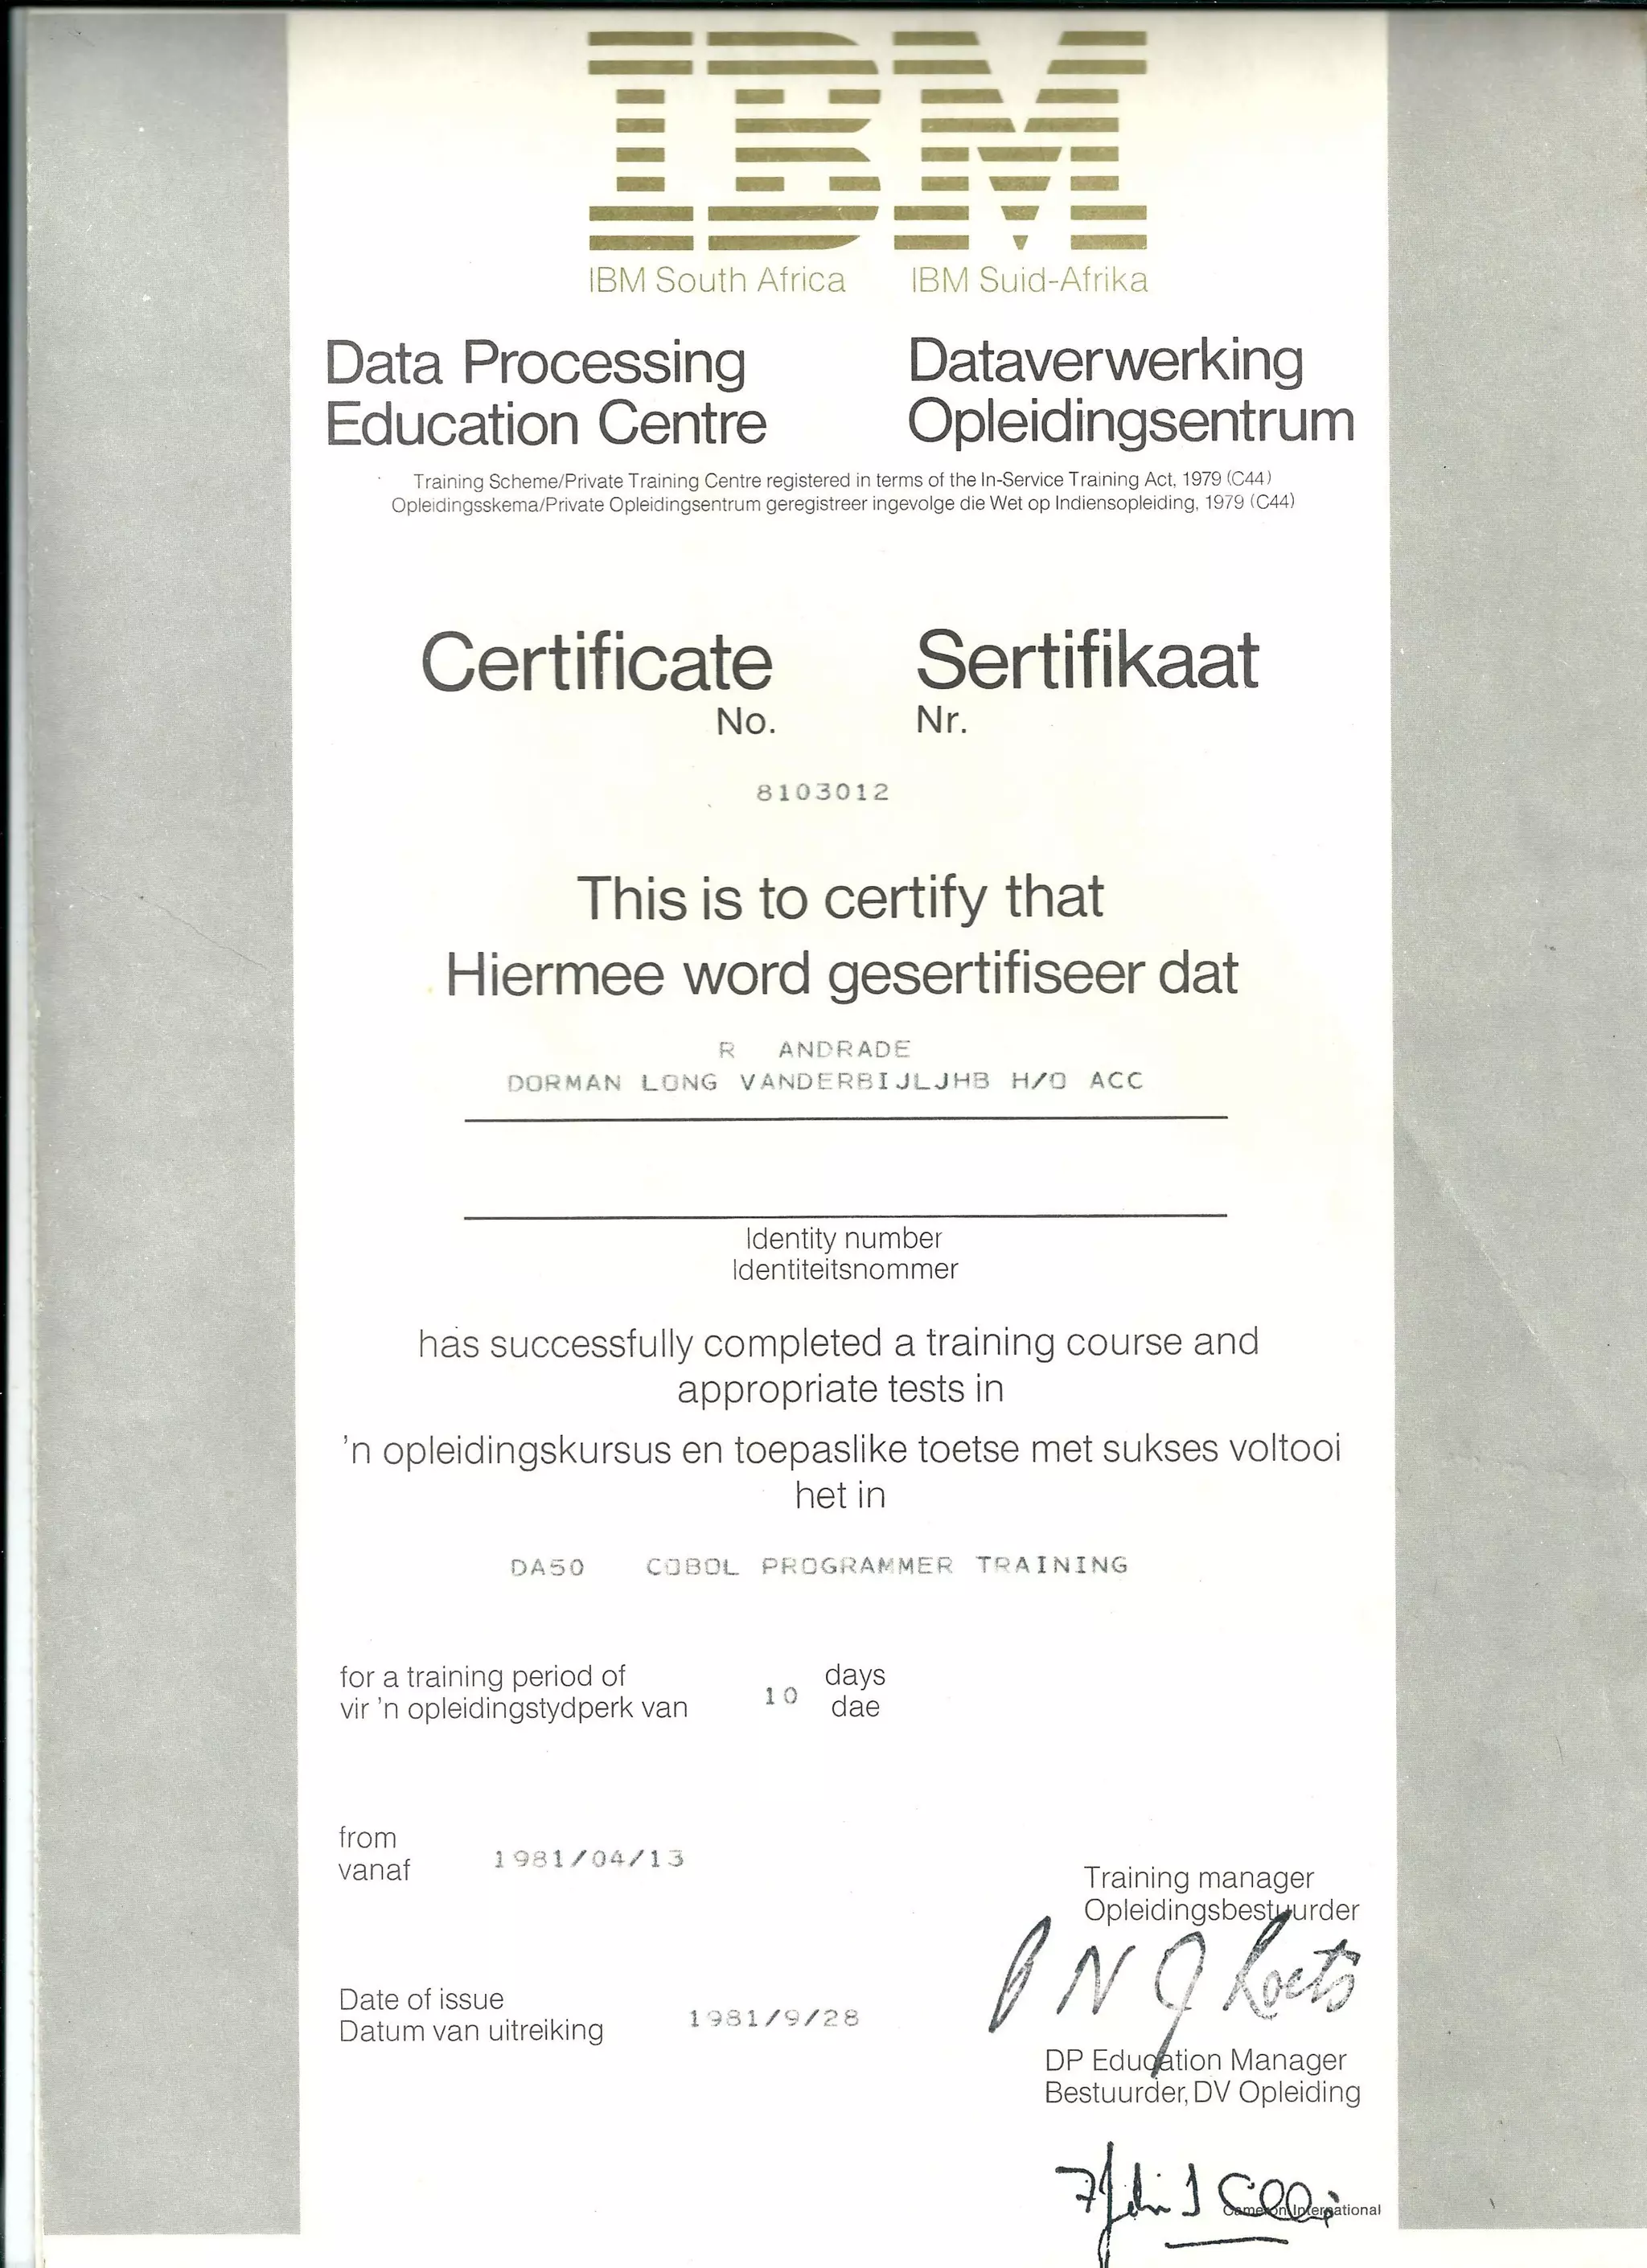 IBM
IBM South Africa IBM Suid-Afrika
Data Processing Education Centre
Dataverwerking Opleidingsentrum
Training Scheme/Private Training Centre registered in terms of the In-Service Training Act, 1979 (C44)
Opleidingsskema/Private Opleidingsentrum geregistreer ingevolge die Wet op Indiensopleiding, 1979 (C44)
Certificate Sertifikaat
No. Nr.
8103012
This is to certify that
Hiermee word gesertifiseer dat
R ANDRADE
DORMAN LONG VANDERBIJLJHB H/O ACC
Identity number
Identiteitsnommer
has successfully completed a training course and
appropriate tests in
'n opleidingskursus en toepaslike toetse met sukses voltooi
het in
DA50 COBOL PROGRAMMER TRAINING
for a training period of
vir 'n opleidingstydperk van
10
days
dae
from
vanaf
1981/04/13
Training manager
Opleidingsbestuurder
P N J Loets
Date of issue
Datum van uitreiking
1981/9/28
DP Education Manager
Bestuurder, DV Opleiding
Cameron International